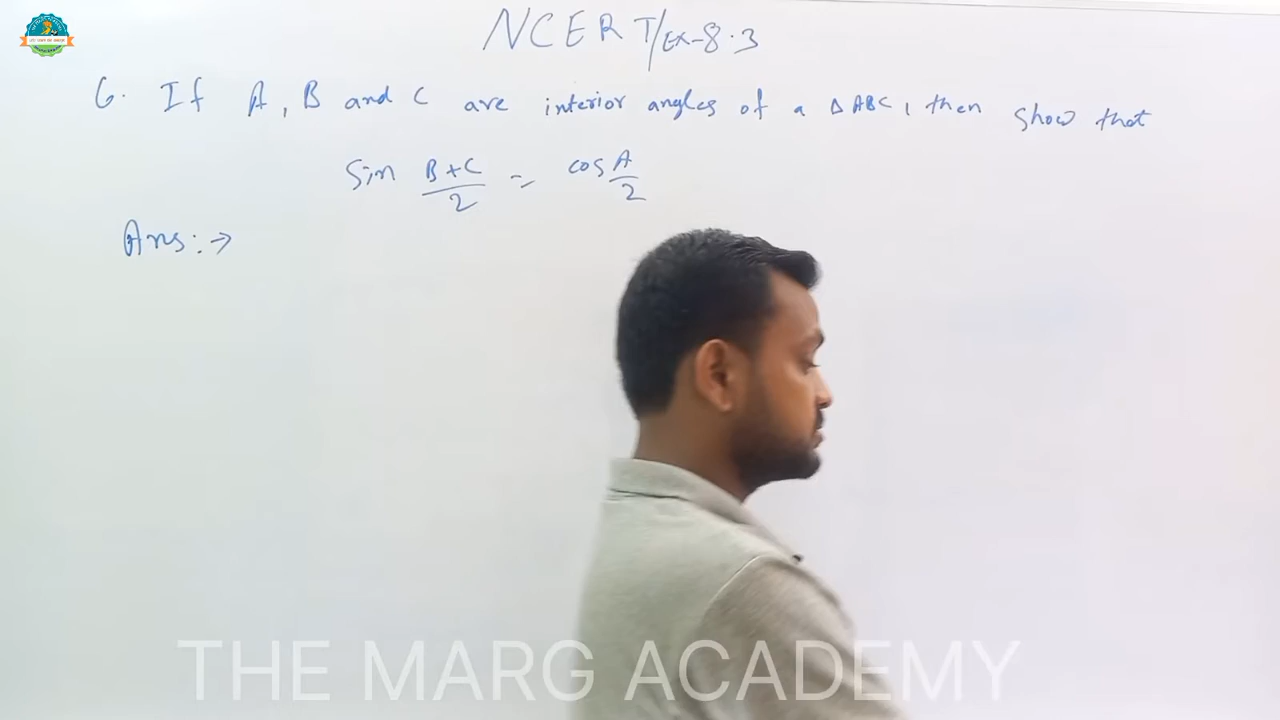 NCERT/Ex-8.3
6. If A, B and C are interior angles of a Δ ABC, then show that
Sin B+C/2 = cos A/2
Ans:→
THE MARG ACADEMY